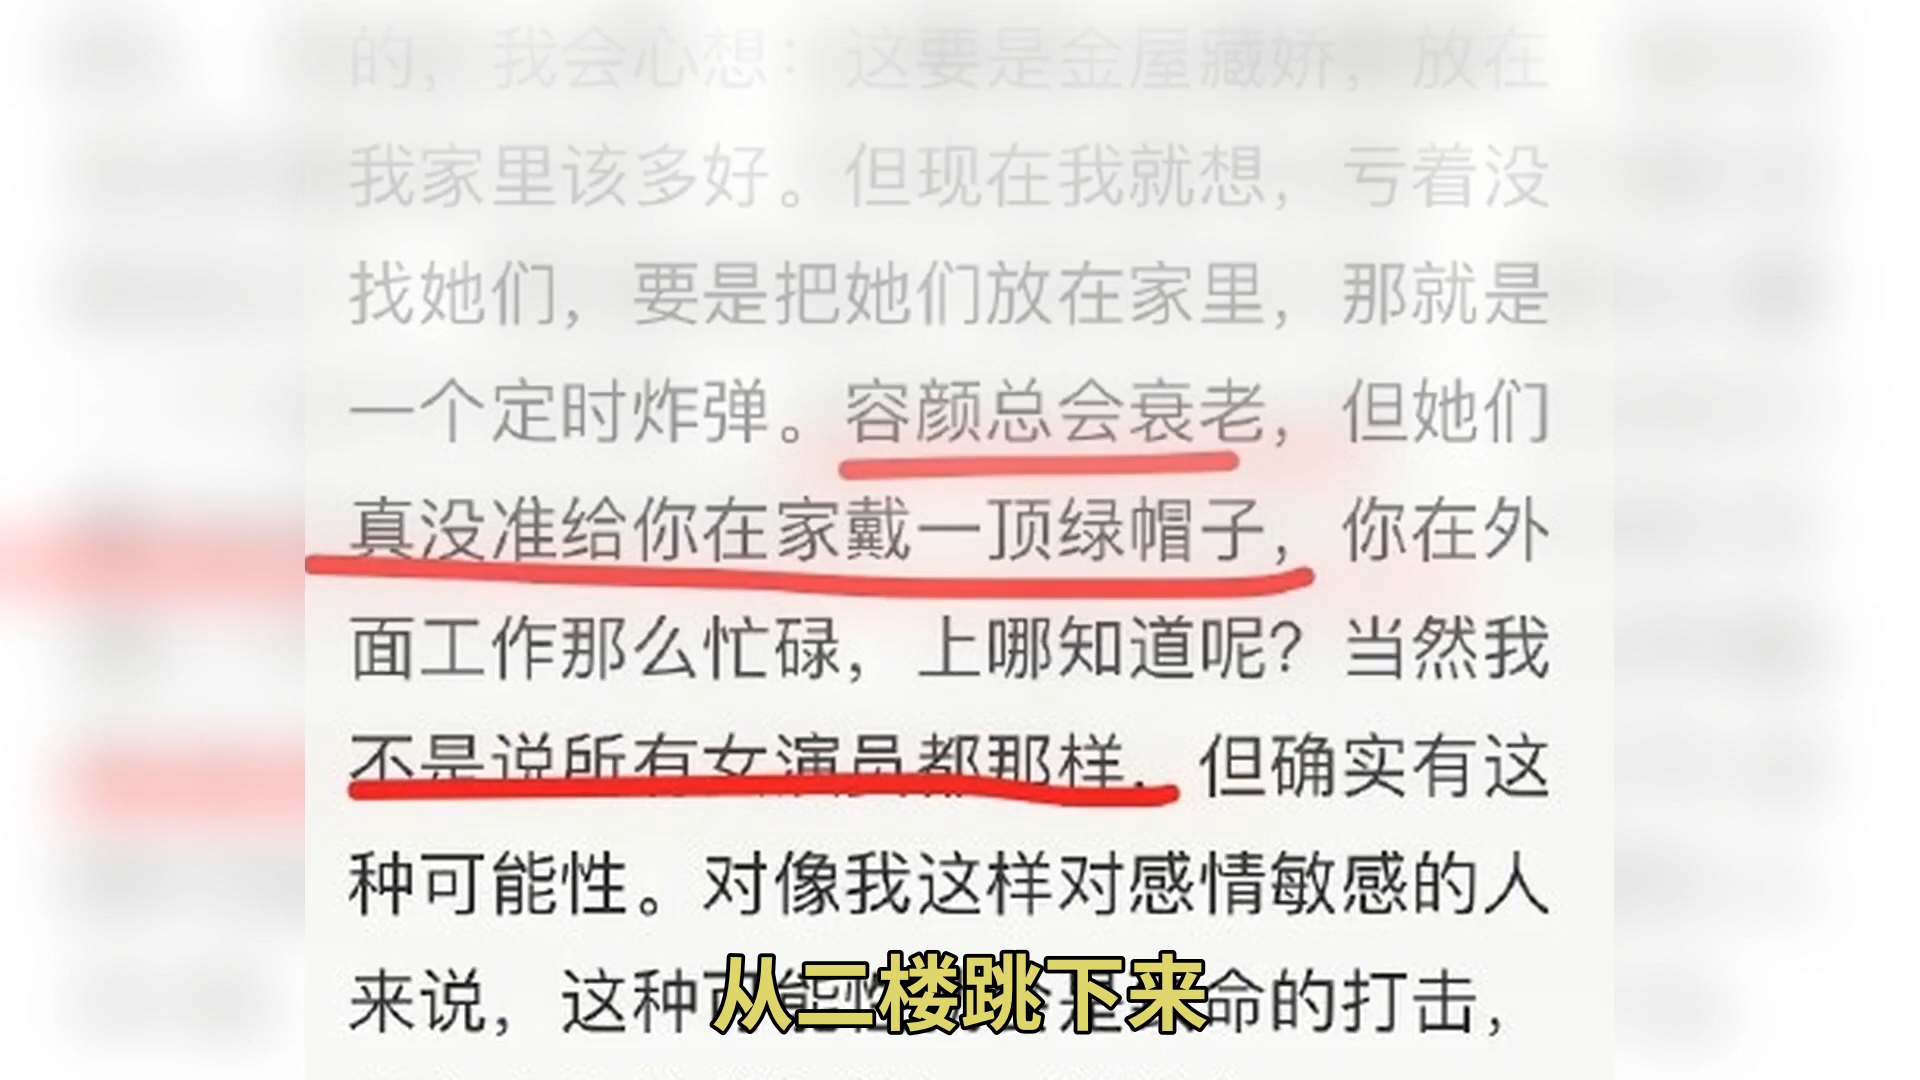 的，我会心想：这要是金屋藏娇，放在
我家里该多好。但现在我就想，亏着没
找她们，要是把她们放在家里，那就是
一个定时炸弹。容颜总会衰老，但她们
真没准给你在家戴一顶绿帽子，你在外
面工作那么忙碌，上哪知道呢？当然我
不是说所有女演员都那样，但确实有这
种可能性。对像我这样对感情敏感的人
来说，这种可能性是命的打击，
从二楼跳下来